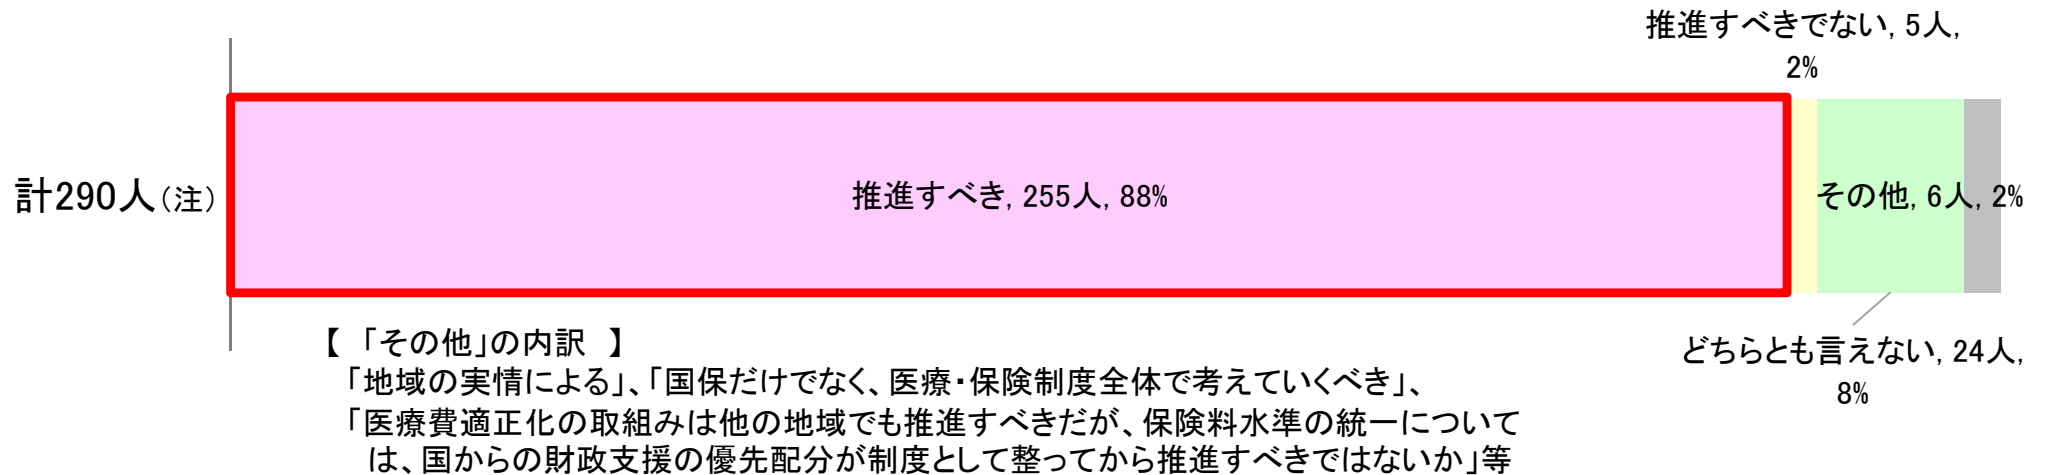 推進すべきでない, 5人,
2%
計290人(注)
推進すべき, 255人, 88%
その他, 6人, 2%
どちらとも言えない, 24人,
8%
【 「その他」の内訳 】
「地域の実情による」、「国保だけでなく、医療・保険制度全体で考えていくべき」、
「医療費適正化の取組みは他の地域でも推進すべきだが、保険料水準の統一について
は、国からの財政支援の優先配分が制度として整ってから推進すべきではないか」等